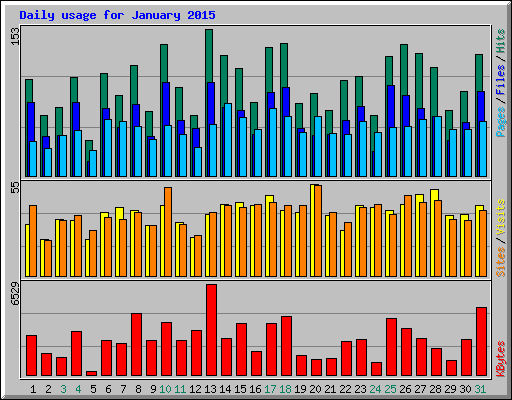 Daily usage for January 2015
153
Pages / Files / Hits
55
Sites / Visits
6529
KBytes
1 2 3 4 5 6 7 8 9 10 11 12 13 14 15 16 17 18 19 20 21 22 23 24 25 26 27 28 29 30 31